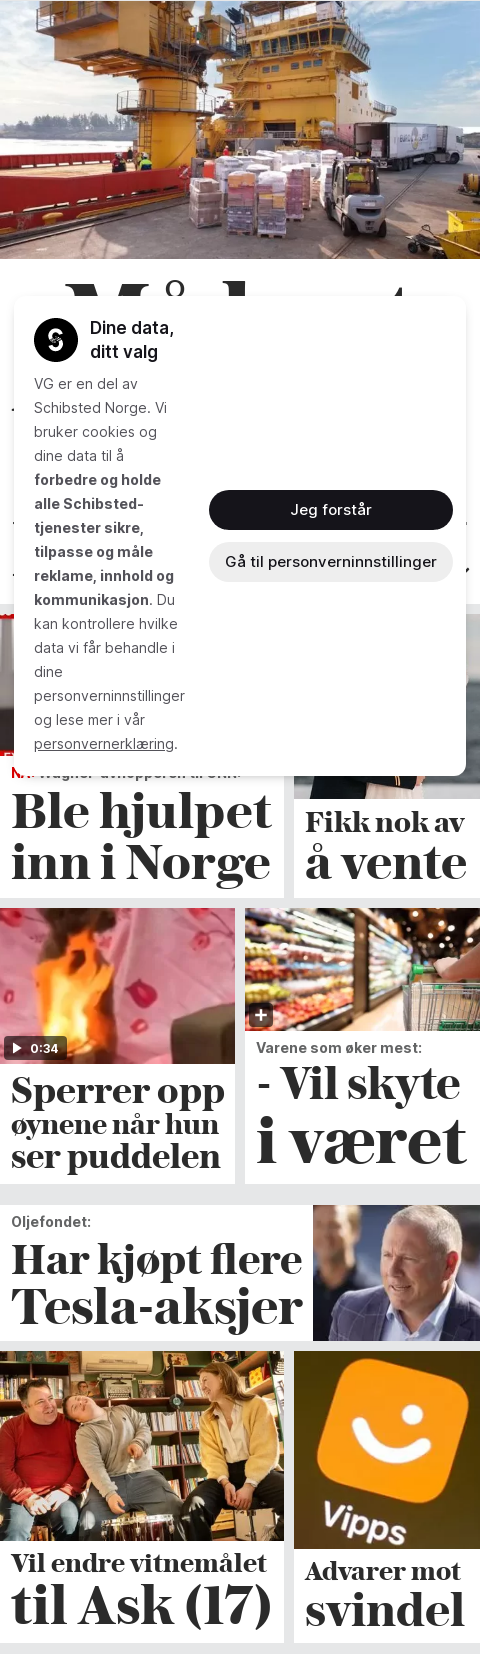 Dine data,
ditt valg
VG er en del av
Schibsted Norge. Vi
bruker cookies og
dine data til å
forbedre og holde
alle Schibsted-
tjenester sikre,
tilpasse og måle
reklame, innhold og
kommunikasjon. Du
kan kontrollere hvilke
data vi får behandle i
dine
personverninnstillinger
og lese mer i vår
personvernerklæring.
Jeg forstår
Gå til personverninnstillinger
Ble hjulpet
inn i Norge
Fikk nok av
å vente
0:34
Sperrer opp
øynene når hun
ser puddelen
Varene som øker mest:
- Vil skyte
i været
Oljefondet:
Har kjøpt flere
Tesla-aksjer
Vil endre vitnemålet
til Ask (17)
Vipps
Advarer mot
svindel